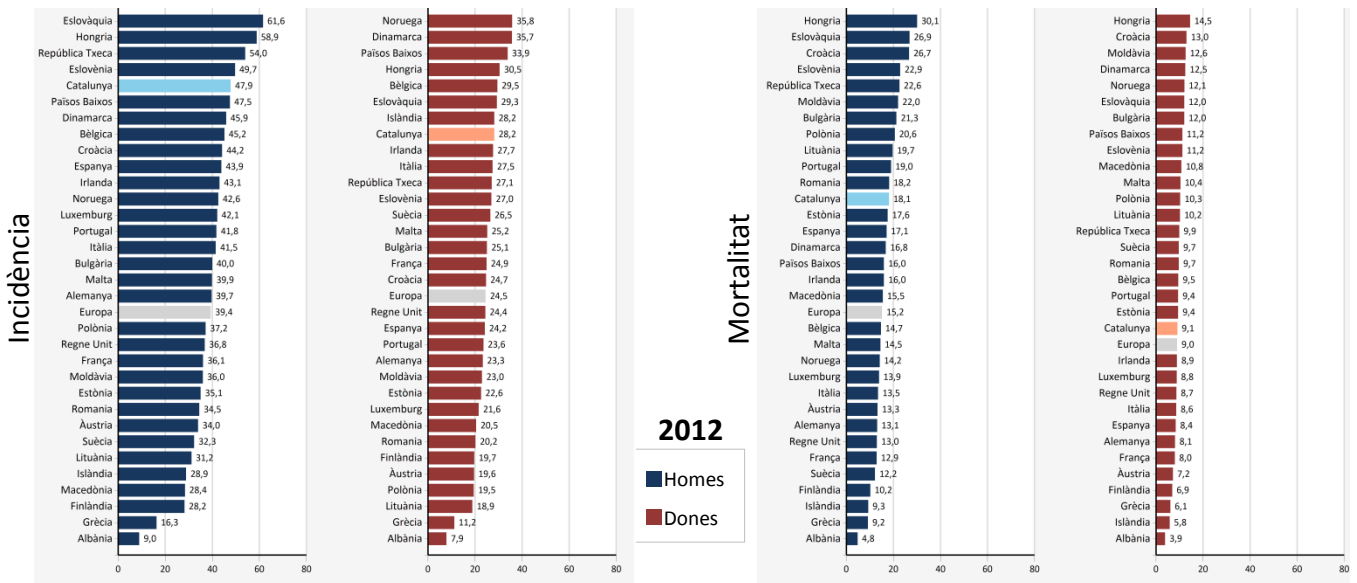 Incidència
Eslovàquia 61,6
Hongria 58,9
República Txeca 54,0
Eslovènia 49,7
Catalunya 47,9
Països Baixos 47,5
Dinamarca 45,9
Bèlgica 45,2
Croàcia 44,2
Espanya 43,9
Irlanda 43,1
Noruega 42,6
Luxemburg 42,1
Portugal 41,8
Itàlia 41,5
Bulgària 40,0
Malta 39,9
Alemanya 39,7
Europa 39,4
Polònia 37,2
Regne Unit 36,8
França 36,1
Moldàvia 36,0
Estònia 35,1
Romania 34,5
Àustria 34,0
Suècia 32,3
Lituània 31,2
Islàndia 28,9
Macedònia 28,4
Finlàndia 28,2
Grècia 16,3
Albània 9,0
0 20 40 60 80
Noruega 35,8
Dinamarca 35,7
Països Baixos 33,9
Hongria 30,5
Bèlgica 29,5
Eslovàquia 29,3
Islàndia 28,2
Catalunya 28,2
Irlanda 27,7
Itàlia 27,5
República Txeca 27,1
Eslovènia 27,0
Suècia 26,5
Malta 25,2
Bulgària 25,1
França 24,9
Croàcia 24,7
Europa 24,5
Regne Unit 24,4
Espanya 24,2
Portugal 23,6
Alemanya 23,3
Moldàvia 23,0
Estònia 22,6
Luxemburg 21,6
Macedònia 20,5
Romania 20,2
Finlàndia 19,7
Àustria 19,6
Polònia 19,5
Lituània 18,9
Grècia 11,2
Albània 7,9
0 20 40 60 80
2012
Homes
Dones
Mortalitat
Hongria 30,1
Eslovàquia 26,9
Croàcia 26,7
Eslovènia 22,9
República Txeca 22,6
Moldàvia 22,0
Bulgària 21,3
Polònia 20,6
Lituània 19,7
Portugal 19,0
Romania 18,2
Catalunya 18,1
Estònia 17,6
Espanya 17,1
Dinamarca 16,8
Països Baixos 16,0
Irlanda 16,0
Macedònia 15,5
Europa 15,2
Bèlgica 14,7
Malta 14,5
Noruega 14,2
Luxemburg 13,9
Itàlia 13,5
Àustria 13,3
Alemanya 13,1
Regne Unit 13,0
França 12,9
Suècia 12,2
Finlàndia 10,2
Islàndia 9,3
Grècia 9,2
Albània 4,8
0 20 40 60 80
Hongria 14,5
Croàcia 13,0
Moldàvia 12,6
Dinamarca 12,5
Noruega 12,1
Eslovàquia 12,0
Bulgària 12,0
Països Baixos 11,2
Eslovènia 11,2
Macedònia 10,8
Malta 10,4
Polònia 10,3
Lituània 10,2
República Txeca 9,9
Suècia 9,7
Romania 9,7
Bèlgica 9,5
Portugal 9,4
Estònia 9,4
Catalunya 9,1
Europa 9,0
Irlanda 8,9
Luxemburg 8,8
Regne Unit 8,7
Itàlia 8,6
Espanya 8,4
Alemanya 8,1
França 8,0
Àustria 7,2
Finlàndia 6,9
Grècia 6,1
Islàndia 5,8
Albània 3,9
0 20 40 60 80